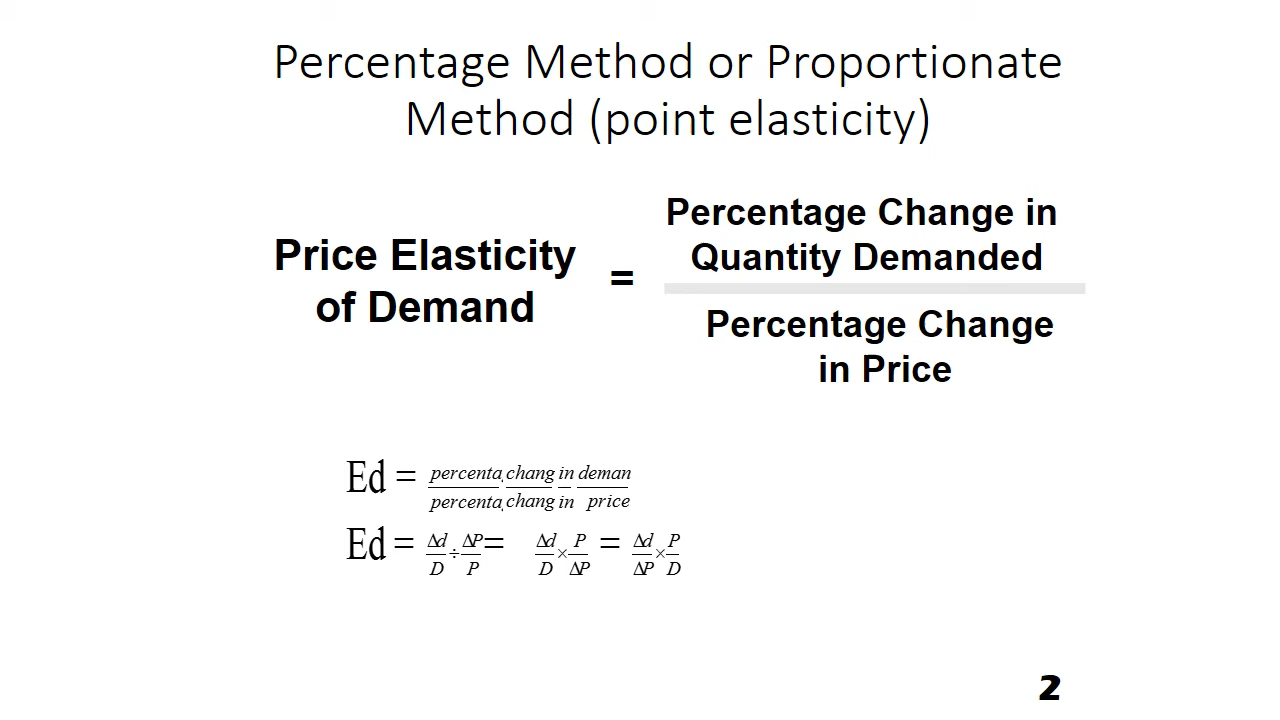 Percentage Method or Proportionate
Method (point elasticity)
Price Elasticity
of Demand
=
Percentage Change in
Quantity Demanded
Percentage Change
in Price
Ed = percenta chang in deman / percenta chang in price
Ed = Δd/D ÷ ΔP/P = Δd/D × P/ΔP = Δd/ΔP × P/D
2